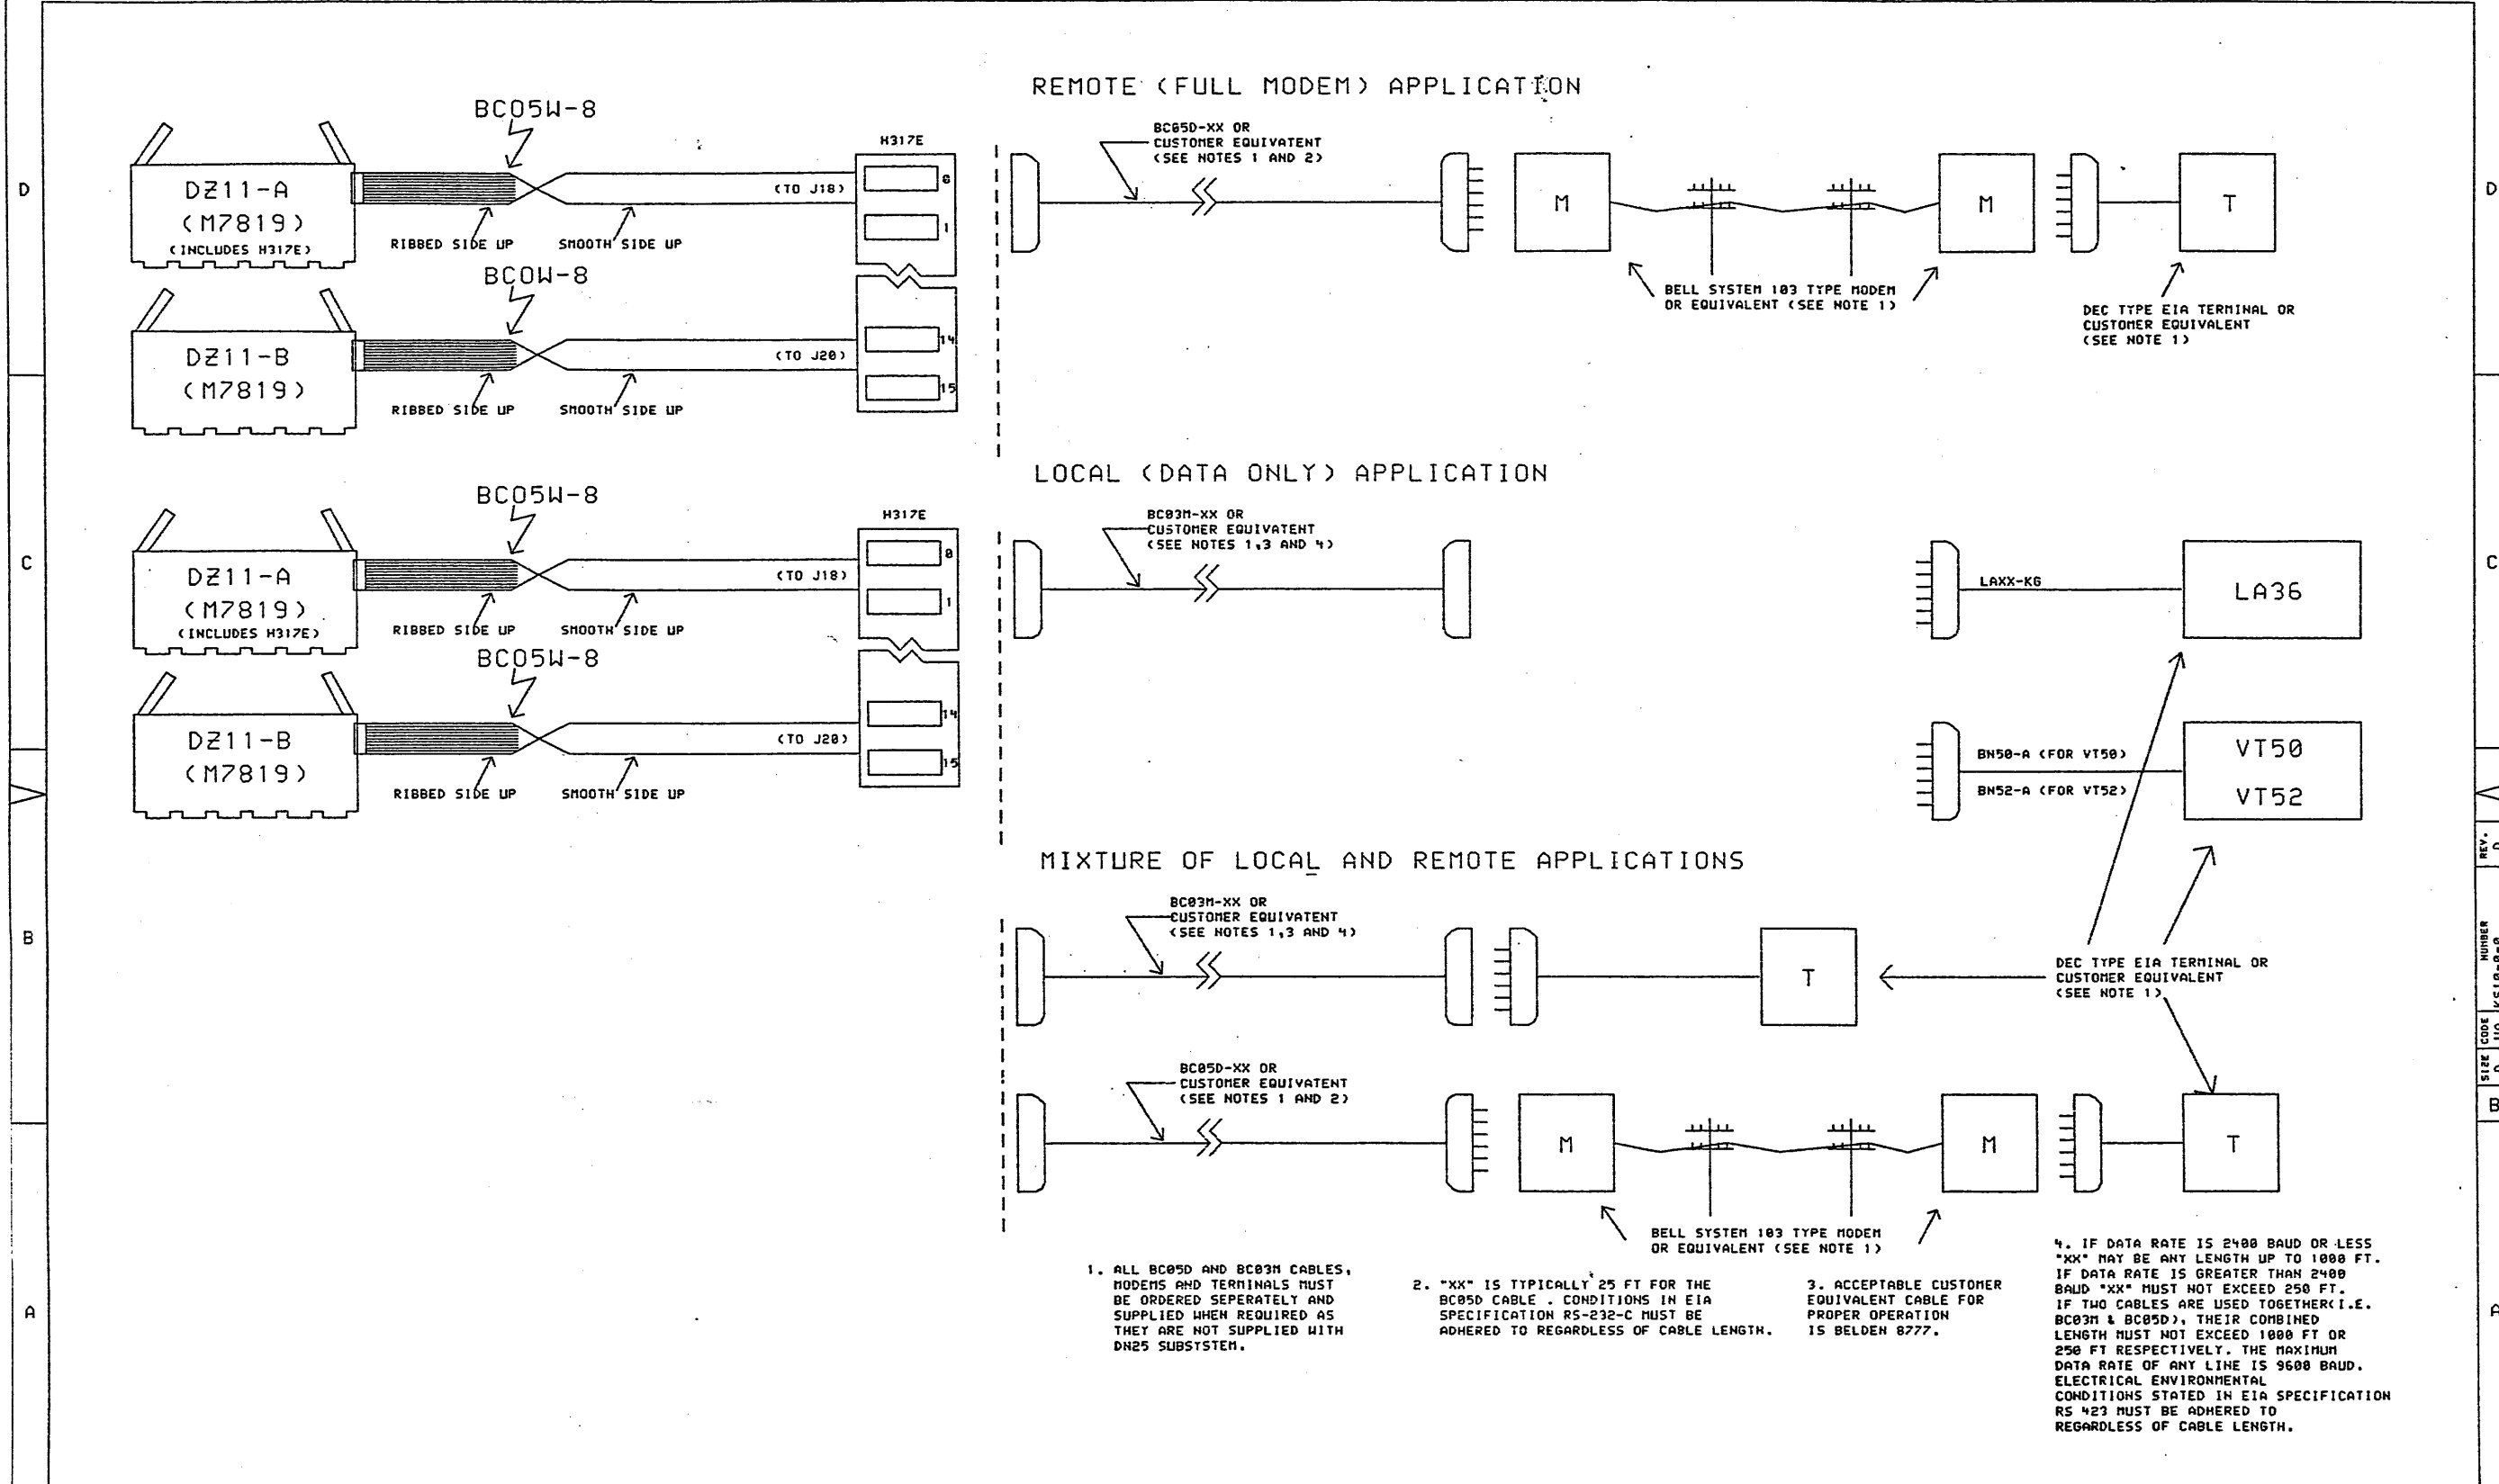 REMOTE (FULL MODEM) APPLICATION
BC05W-8
DZ11-A
(M7819)
(INCLUDES H317E)
RIBBED SIDE UP
SMOOTH SIDE UP
(TO J18)
H317E
0
1
BC0W-8
DZ11-B
(M7819)
RIBBED SIDE UP
SMOOTH SIDE UP
(TO J20)
14
15
BC05D-XX OR
CUSTOMER EQUIVATENT
(SEE NOTES 1 AND 2)
M
M
T
BELL SYSTEM 103 TYPE MODEM
OR EQUIVALENT (SEE NOTE 1)
DEC TYPE EIA TERMINAL OR
CUSTOMER EQUIVALENT
(SEE NOTE 1)
D
D
LOCAL (DATA ONLY) APPLICATION
BC05W-8
DZ11-A
(M7819)
(INCLUDES H317E)
RIBBED SIDE UP
SMOOTH SIDE UP
(TO J18)
H317E
0
1
BC05W-8
DZ11-B
(M7819)
RIBBED SIDE UP
SMOOTH SIDE UP
(TO J20)
14
15
BC03M-XX OR
CUSTOMER EQUIVATENT
(SEE NOTES 1,3 AND 4)
LAXX-KG
LA36
BN50-A (FOR VT50)
BN52-A (FOR VT52)
VT50
VT52
C
C
MIXTURE OF LOCAL AND REMOTE APPLICATIONS
BC03M-XX OR
CUSTOMER EQUIVATENT
(SEE NOTES 1,3 AND 4)
T
DEC TYPE EIA TERMINAL OR
CUSTOMER EQUIVALENT
(SEE NOTE 1)
BC05D-XX OR
CUSTOMER EQUIVATENT
(SEE NOTES 1 AND 2)
M
M
T
BELL SYSTEM 103 TYPE MODEM
OR EQUIVALENT (SEE NOTE 1)
B
B
REV.
NUMBER
CODE
SIZE
1. ALL BC05D AND BC03M CABLES,
MODEMS AND TERMINALS MUST
BE ORDERED SEPERATELY AND
SUPPLIED WHEN REQUIRED AS
THEY ARE NOT SUPPLIED WITH
DN25 SUBSYSTEM.
2. "XX" IS TYPICALLY 25 FT FOR THE
BC05D CABLE . CONDITIONS IN EIA
SPECIFICATION RS-232-C MUST BE
ADHERED TO REGARDLESS OF CABLE LENGTH.
3. ACCEPTABLE CUSTOMER
EQUIVALENT CABLE FOR
PROPER OPERATION
IS BELDEN 8777.
4. IF DATA RATE IS 2400 BAUD OR LESS
"XX" MAY BE ANY LENGTH UP TO 1000 FT.
IF DATA RATE IS GREATER THAN 2400
BAUD "XX" MUST NOT EXCEED 250 FT.
IF TWO CABLES ARE USED TOGETHER(I.E.
BC03M & BC05D), THEIR COMBINED
LENGTH MUST NOT EXCEED 1000 FT OR
250 FT RESPECTIVELY. THE MAXIMUM
DATA RATE OF ANY LINE IS 9600 BAUD.
ELECTRICAL ENVIRONMENTAL
CONDITIONS STATED IN EIA SPECIFICATION
RS 423 MUST BE ADHERED TO
REGARDLESS OF CABLE LENGTH.
A
A